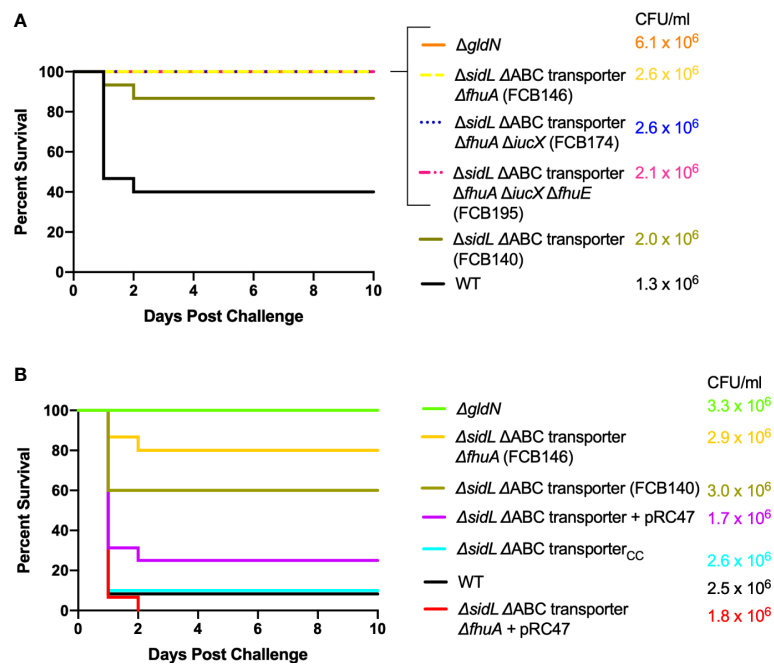 A
CFU/ml
Percent Survival
100
80
60
40
20
0
0 2 4 6 8 10
Days Post Challenge
ΔgldN 6.1 x 10⁶
ΔsidL ΔABC transporter 2.6 x 10⁶
ΔfhuA (FCB146)
ΔsidL ΔABC transporter 2.6 x 10⁶
ΔfhuA ΔiucX (FCB174)
ΔsidL ΔABC transporter 2.1 x 10⁶
ΔfhuA ΔiucX ΔfhuE
(FCB195)
ΔsidL ΔABC transporter 2.0 x 10⁶
(FCB140)
WT 1.3 x 10⁶
B
CFU/ml
Percent Survival
100
80
60
40
20
0
0 2 4 6 8 10
Days Post Challenge
ΔgldN 3.3 x 10⁶
ΔsidL ΔABC transporter 2.9 x 10⁶
ΔfhuA (FCB146)
ΔsidL ΔABC transporter (FCB140) 3.0 x 10⁶
ΔsidL ΔABC transporter + pRC47 1.7 x 10⁶
ΔsidL ΔABC transporterCC 2.6 x 10⁶
WT 2.5 x 10⁶
ΔsidL ΔABC transporter 1.8 x 10⁶
ΔfhuA + pRC47